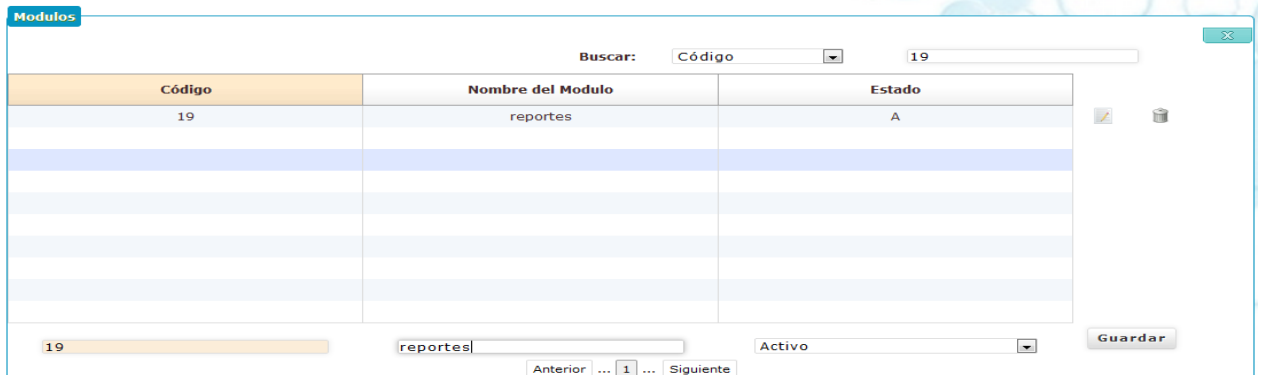 Modulos
Buscar: Código 19
Código Nombre del Modulo Estado
19 reportes A
19 reportes Activo Guardar
Anterior ... 1 ... Siguiente